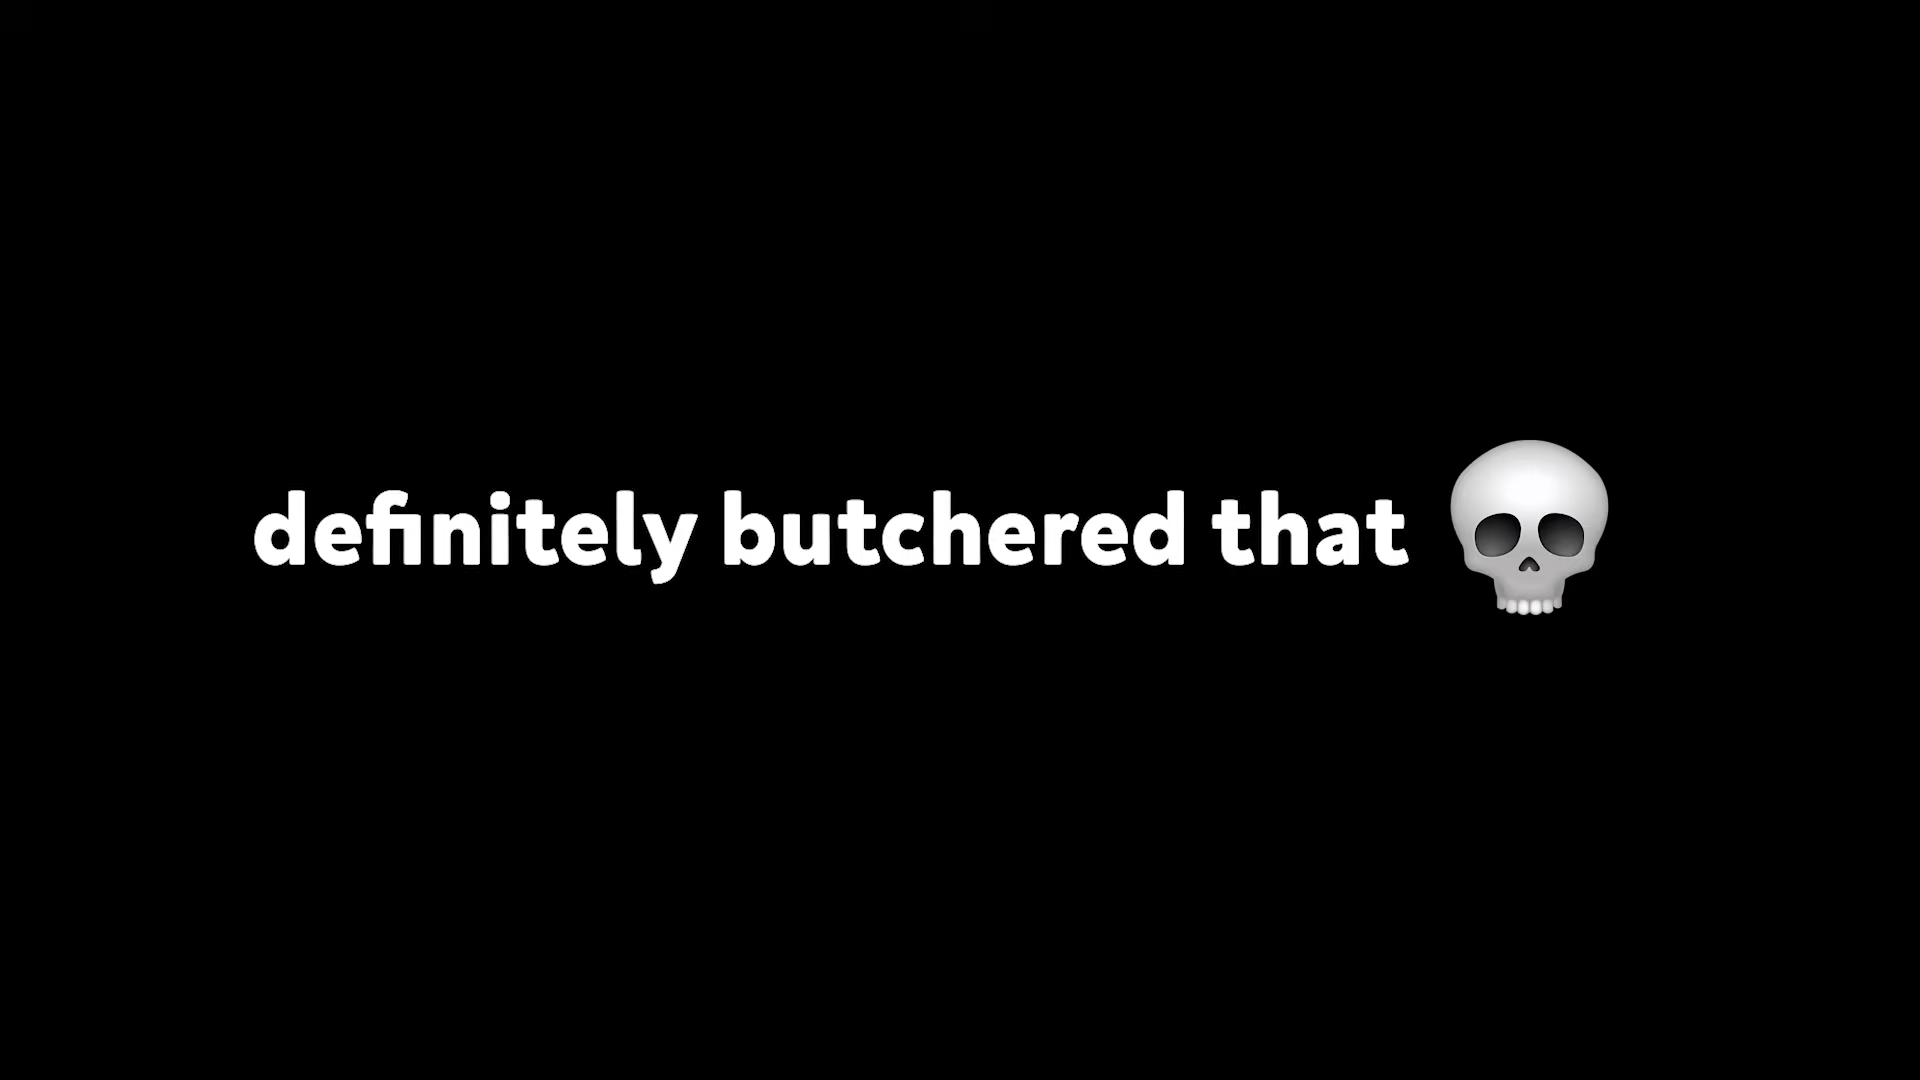 definitely butchered that 💀